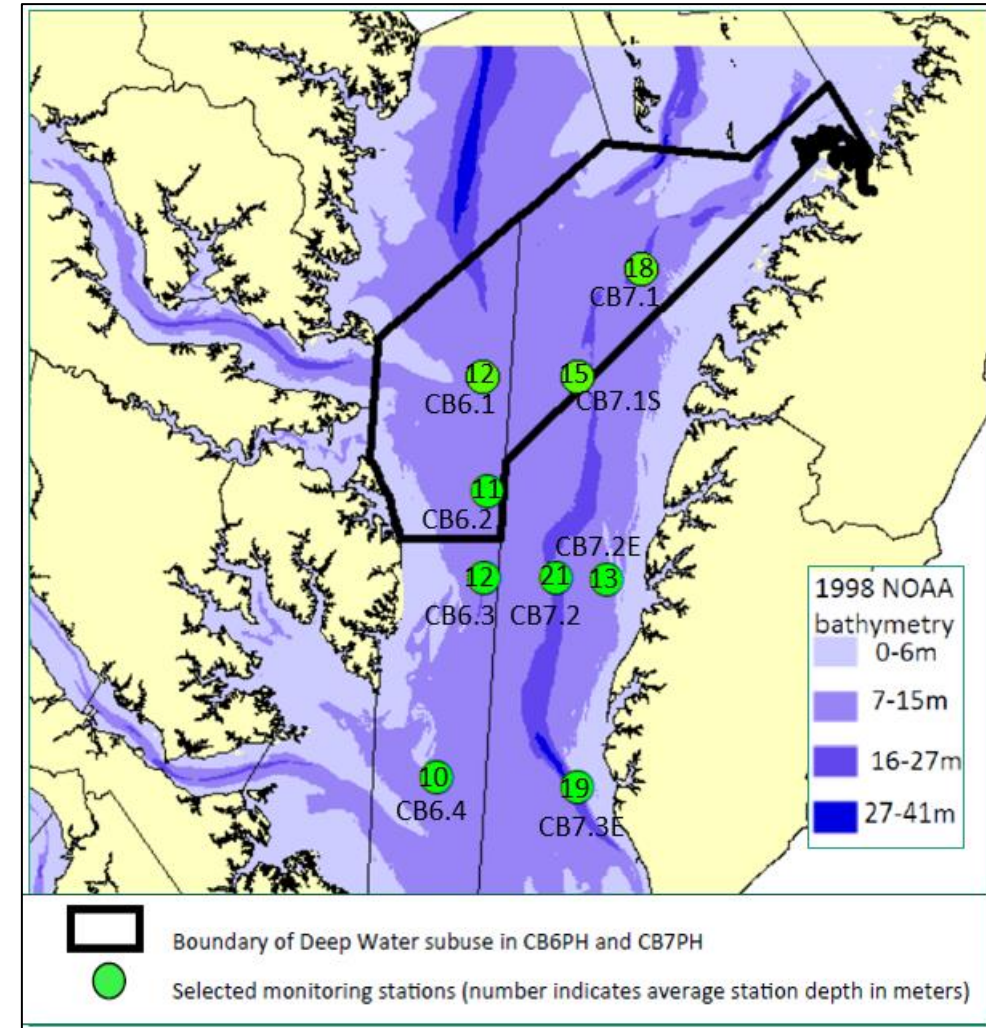 18
CB7.1
12
15
CB6.1
CB7.1S
11
CB6.2
CB7.2E
12
21
13
CB6.3
CB7.2
10
19
CB6.4
CB7.3E
1998 NOAA
bathymetry
0-6m
7-15m
16-27m
27-41m
Boundary of Deep Water subuse in CB6PH and CB7PH
Selected monitoring stations (number indicates average station depth in meters)